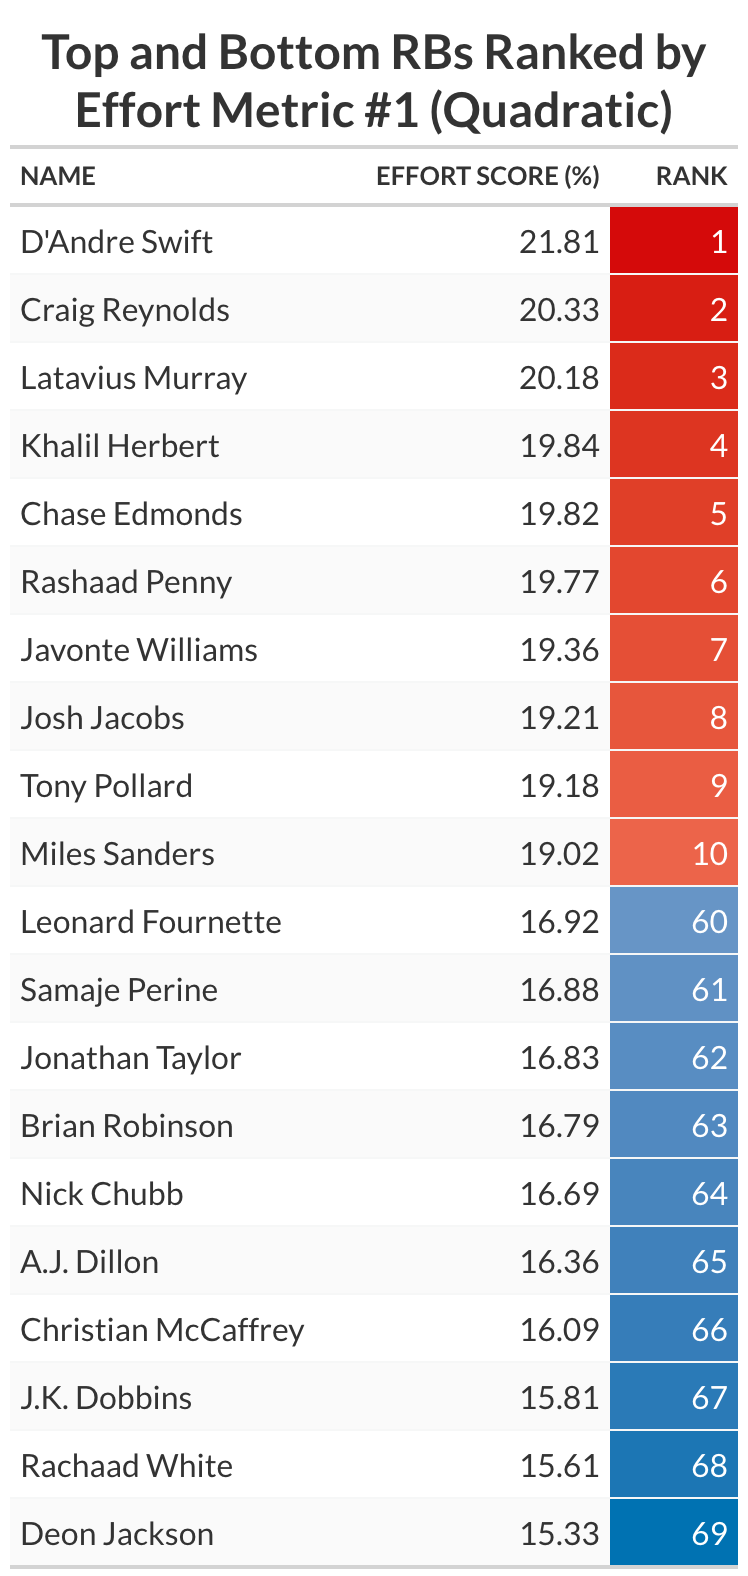 Top and Bottom RBs Ranked by
Effort Metric #1 (Quadratic)
NAME EFFORT SCORE (%) RANK
D'Andre Swift 21.81 1
Craig Reynolds 20.33 2
Latavius Murray 20.18 3
Khalil Herbert 19.84 4
Chase Edmonds 19.82 5
Rashaad Penny 19.77 6
Javonte Williams 19.36 7
Josh Jacobs 19.21 8
Tony Pollard 19.18 9
Miles Sanders 19.02 10
Leonard Fournette 16.92 60
Samaje Perine 16.88 61
Jonathan Taylor 16.83 62
Brian Robinson 16.79 63
Nick Chubb 16.69 64
A.J. Dillon 16.36 65
Christian McCaffrey 16.09 66
J.K. Dobbins 15.81 67
Rachaad White 15.61 68
Deon Jackson 15.33 69